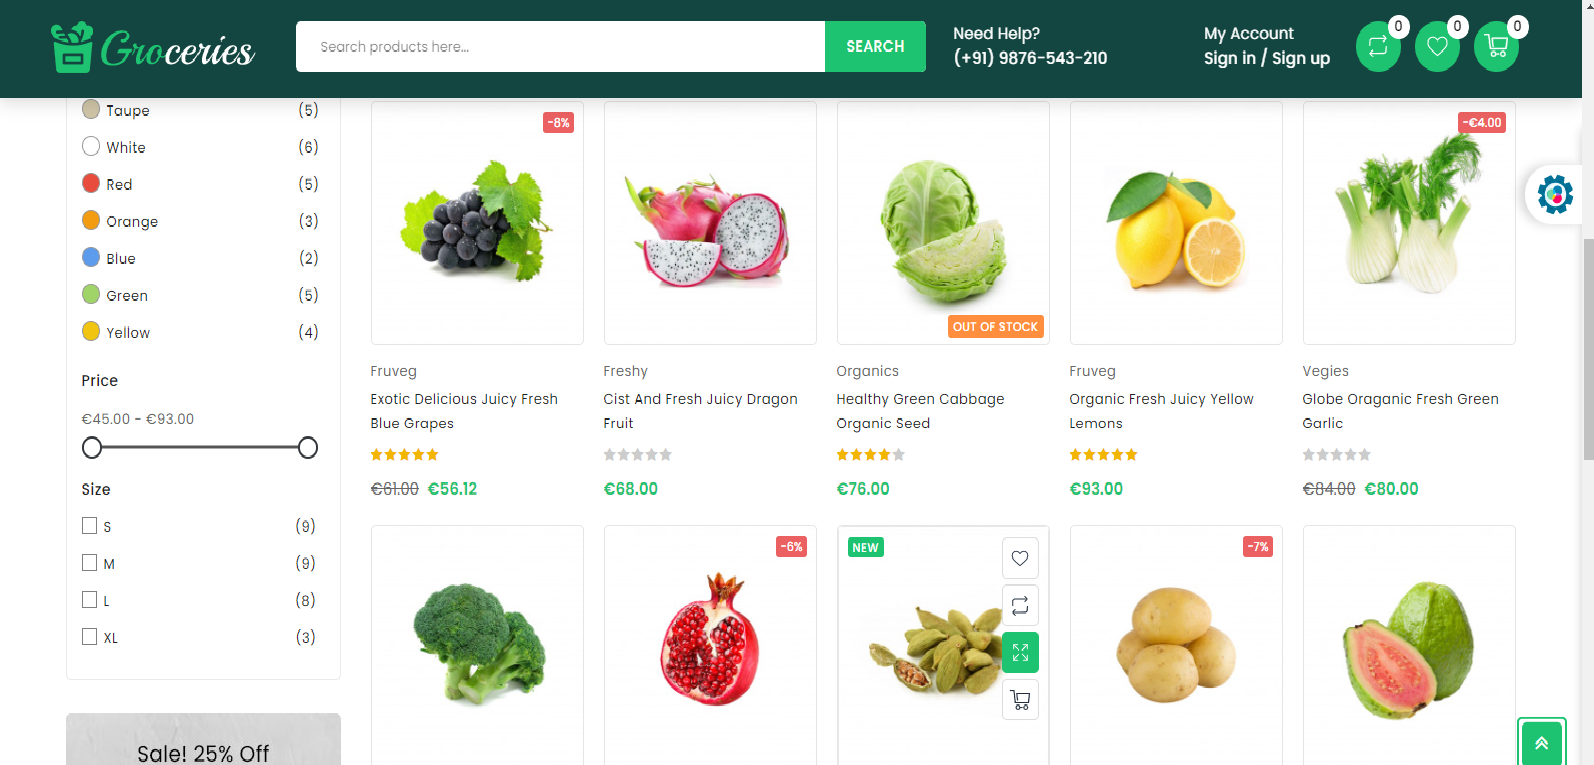 Groceries
Search products here...
SEARCH
Need Help?
(+91) 9876-543-210
My Account
Sign in / Sign up
0
0
0
Taupe (5)
White (6)
Red (5)
Orange (3)
Blue (2)
Green (5)
Yellow (4)
Price
€45.00 - €93.00
Size
S (9)
M (9)
L (8)
XL (3)
Sale! 25% Off
-8%
Fruveg
Exotic Delicious Juicy Fresh
Blue Grapes
€61.00 €56.12
Freshy
Cist And Fresh Juicy Dragon
Fruit
€68.00
OUT OF STOCK
Organics
Healthy Green Cabbage
Organic Seed
€76.00
Fruveg
Organic Fresh Juicy Yellow
Lemons
€93.00
-€4.00
Vegies
Globe Oraganic Fresh Green
Garlic
€84.00 €80.00
-6%
NEW
-7%